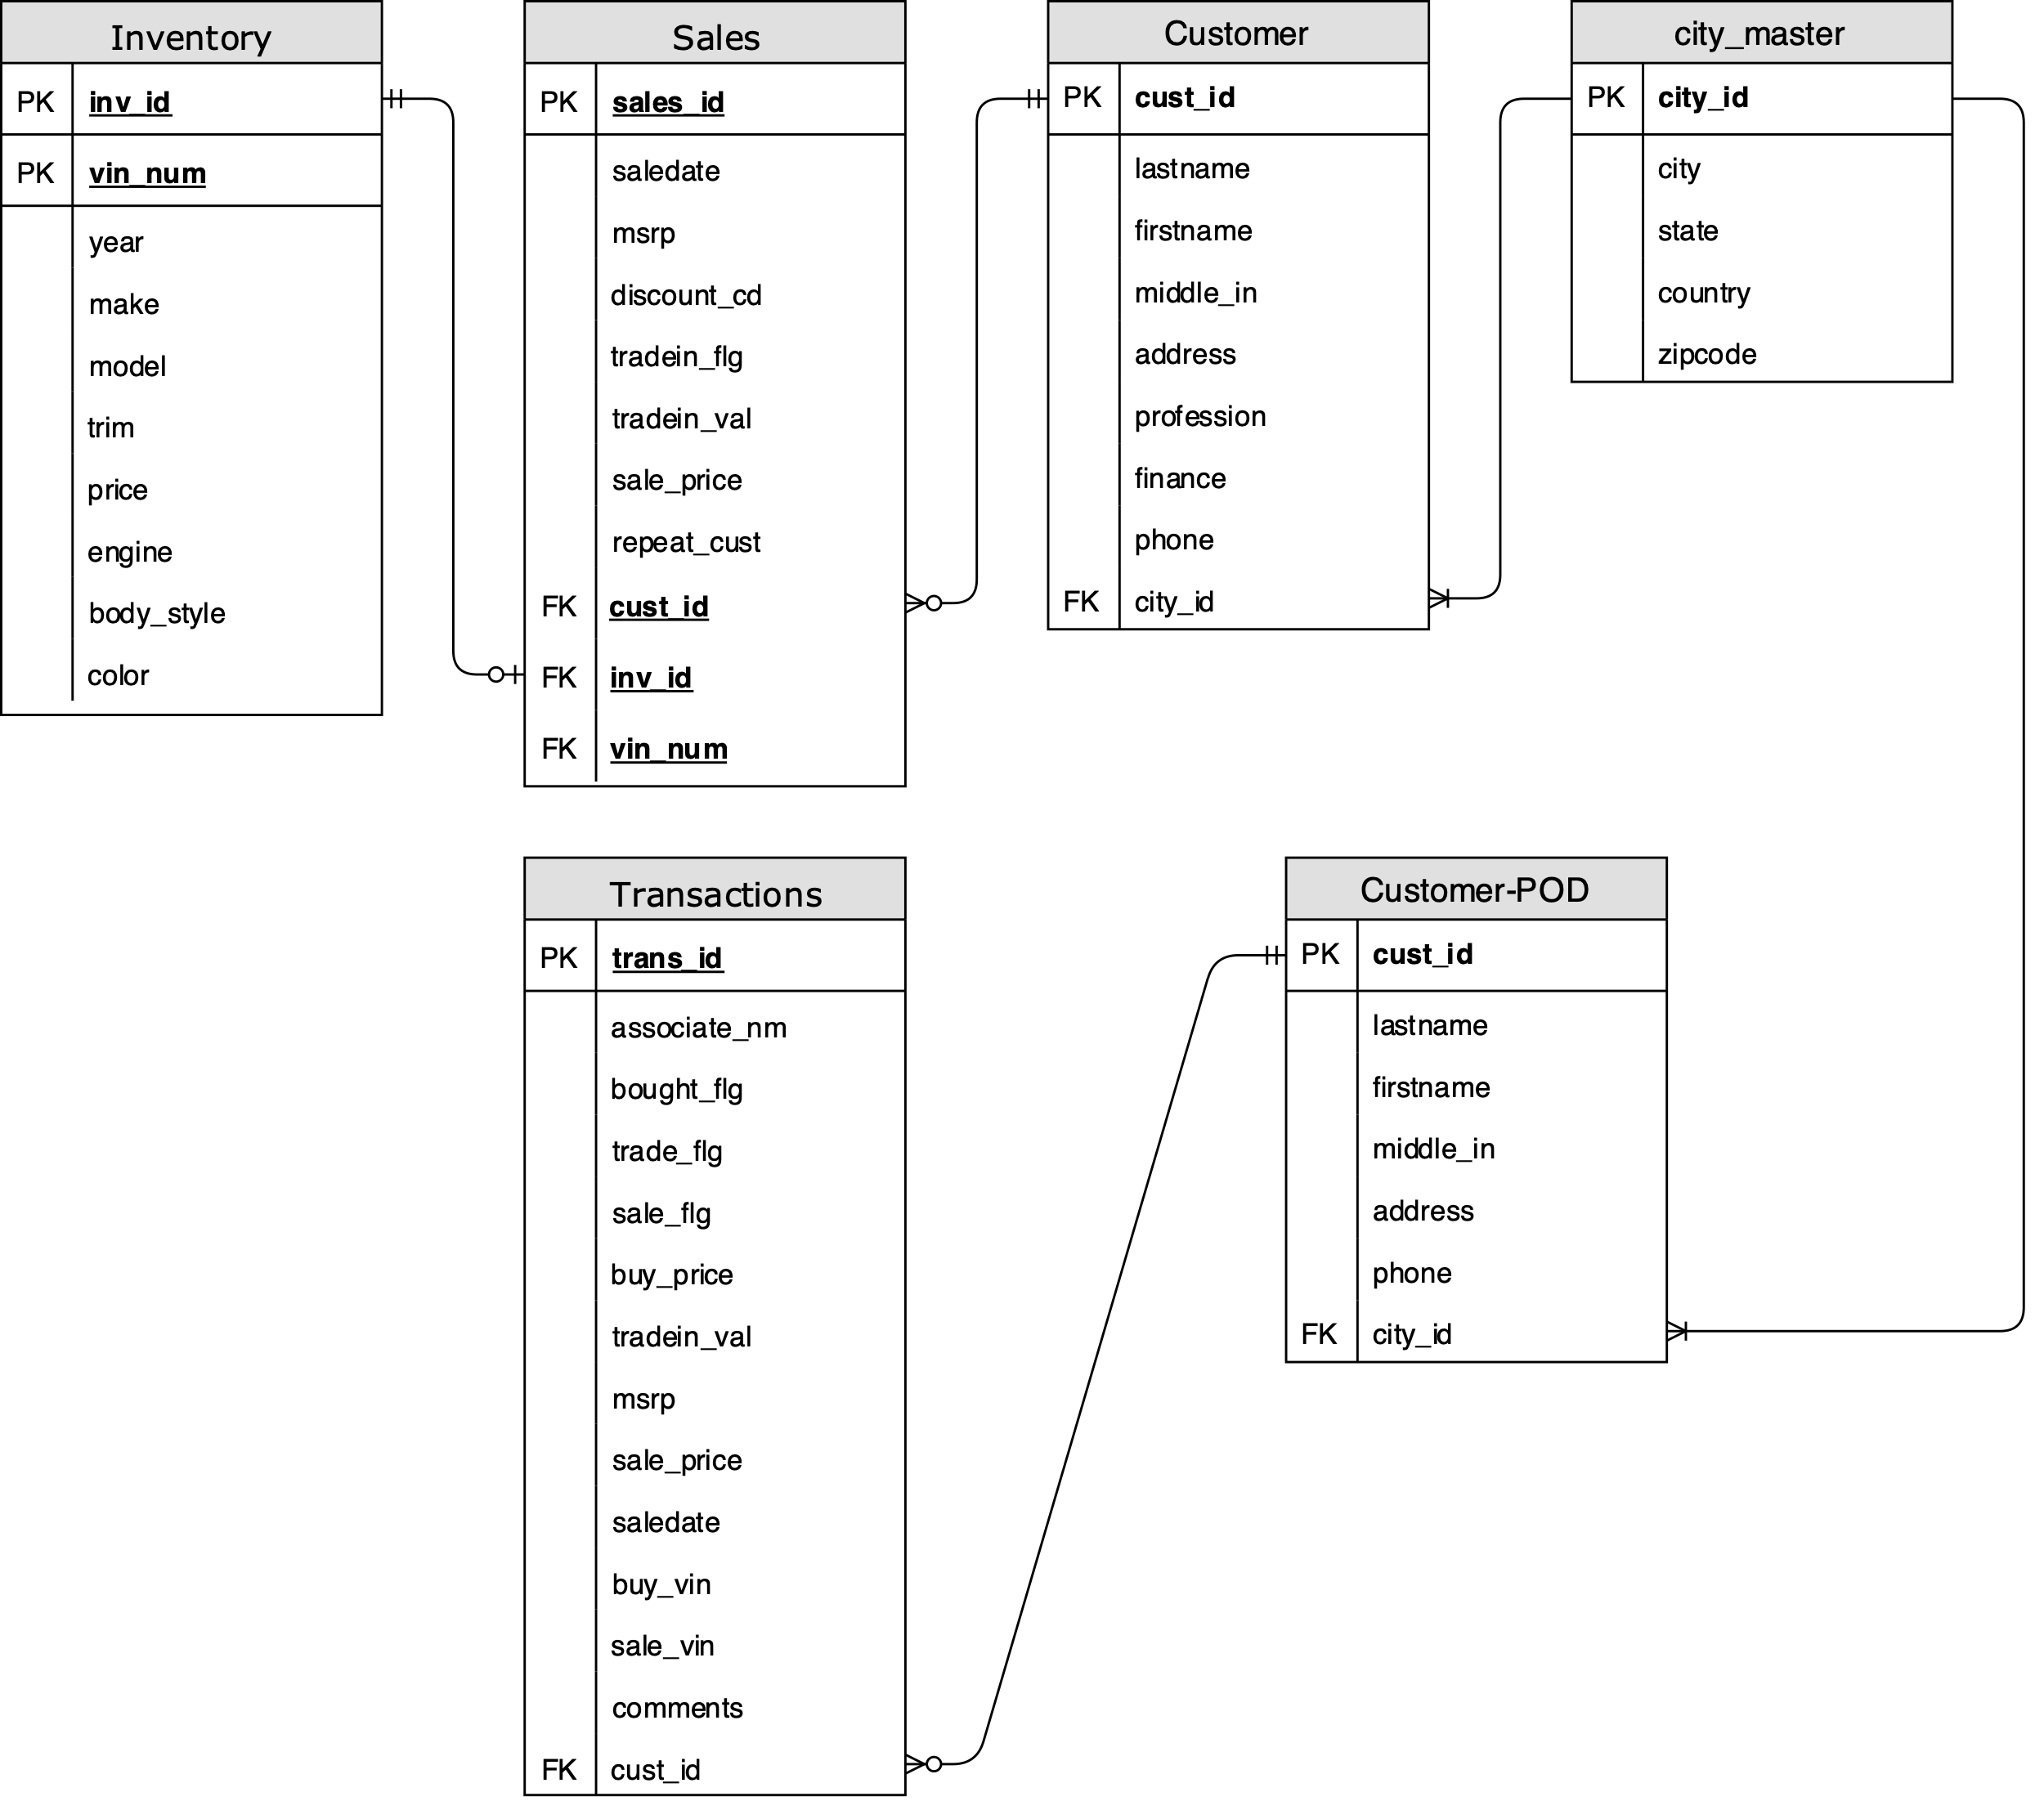 Inventory
PK inv_id
PK vin_num
year
make
model
trim
price
engine
body_style
color
Sales
PK sales_id
saledate
msrp
discount_cd
tradein_flg
tradein_val
sale_price
repeat_cust
FK cust_id
FK inv_id
FK vin_num
Customer
PK cust_id
lastname
firstname
middle_in
address
profession
finance
phone
FK city_id
city_master
PK city_id
city
state
country
zipcode
Transactions
PK trans_id
associate_nm
bought_flg
trade_flg
sale_flg
buy_price
tradein_val
msrp
sale_price
saledate
buy_vin
sale_vin
comments
FK cust_id
Customer-POD
PK cust_id
lastname
firstname
middle_in
address
phone
FK city_id